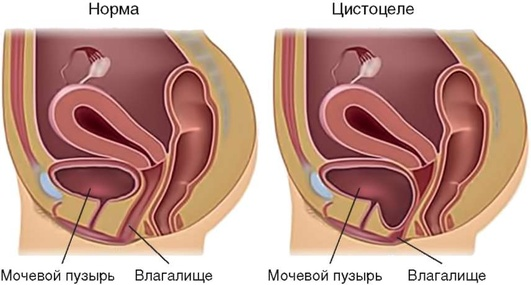 Норма
Цистоцеле
Мочевой пузырь
Влагалище
Мочевой пузырь
Влагалище